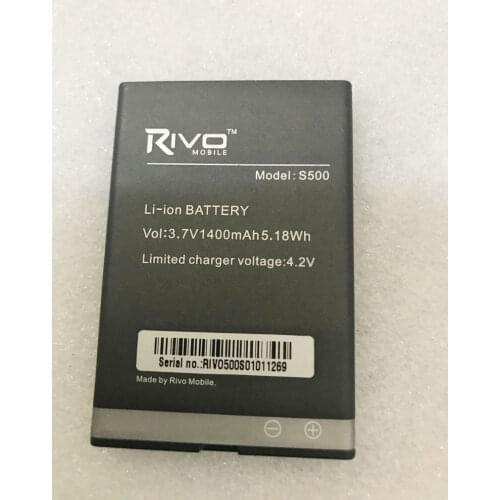 RIVO™
MOBILE
Model: S500
Li-ion BATTERY
Vol:3.7V1400mAh5.18Wh
Limited charger voltage:4.2V
Serial no.:RIVO500S01011269
Made by Rivo Mobile.
- +